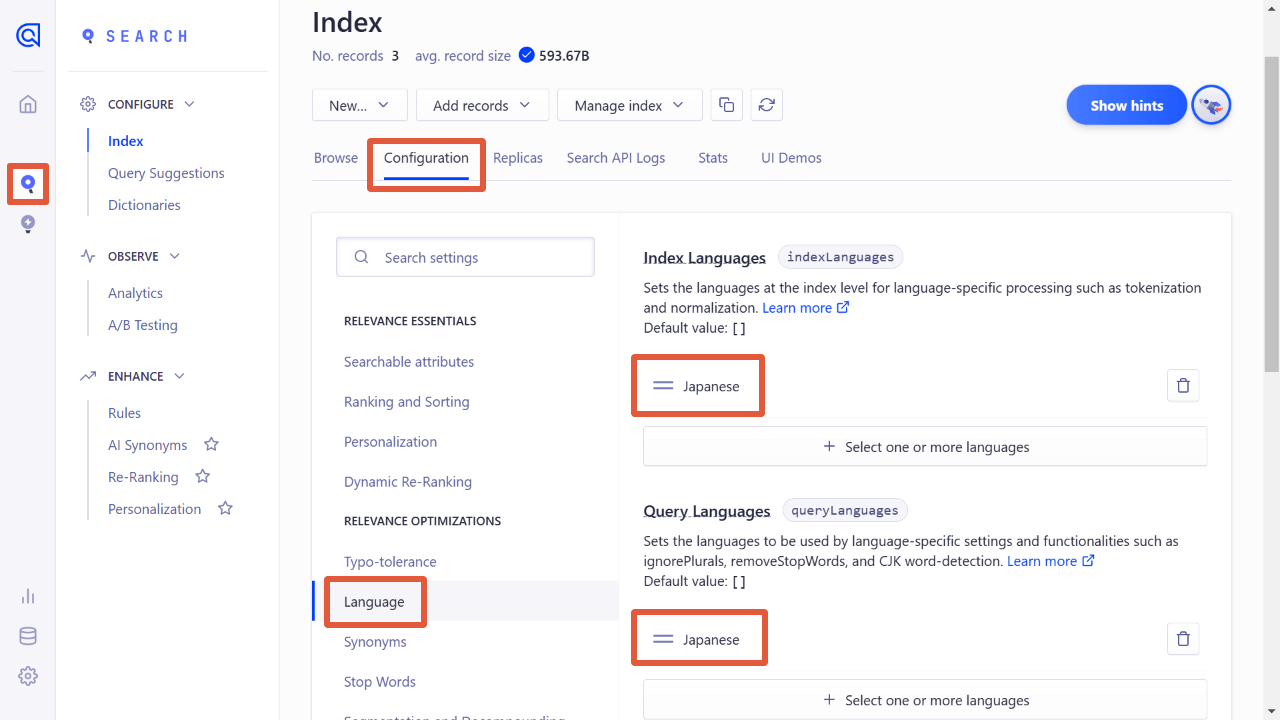 SEARCH
CONFIGURE
Index
Query Suggestions
Dictionaries
OBSERVE
Analytics
A/B Testing
ENHANCE
Rules
AI Synonyms
Re-Ranking
Personalization
Index
No. records 3 avg. record size 593.67B
New... Add records Manage index
Show hints
Browse Configuration Replicas Search API Logs Stats UI Demos
Search settings
RELEVANCE ESSENTIALS
Searchable attributes
Ranking and Sorting
Personalization
Dynamic Re-Ranking
RELEVANCE OPTIMIZATIONS
Typo-tolerance
Language
Synonyms
Stop Words
Segmentation and Decompounding
Index Languages indexLanguages
Sets the languages at the index level for language-specific processing such as tokenization
and normalization. Learn more
Default value: []
Japanese
+ Select one or more languages
Query Languages queryLanguages
Sets the languages to be used by language-specific settings and functionalities such as
ignorePlurals, removeStopWords, and CJK word-detection. Learn more
Default value: []
Japanese
+ Select one or more languages